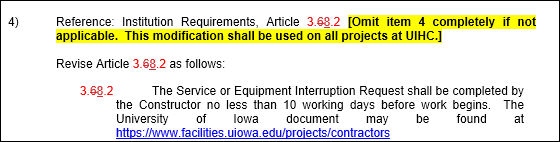 4) Reference: Institution Requirements, Article 3.68.2 [Omit item 4 completely if not
applicable. This modification shall be used on all projects at UIHC.]
Revise Article 3.68.2 as follows:
3.68.2 The Service or Equipment Interruption Request shall be completed by
the Constructor no less than 10 working days before work begins. The
University of Iowa document may be found at
https://www.facilities.uiowa.edu/projects/contractors